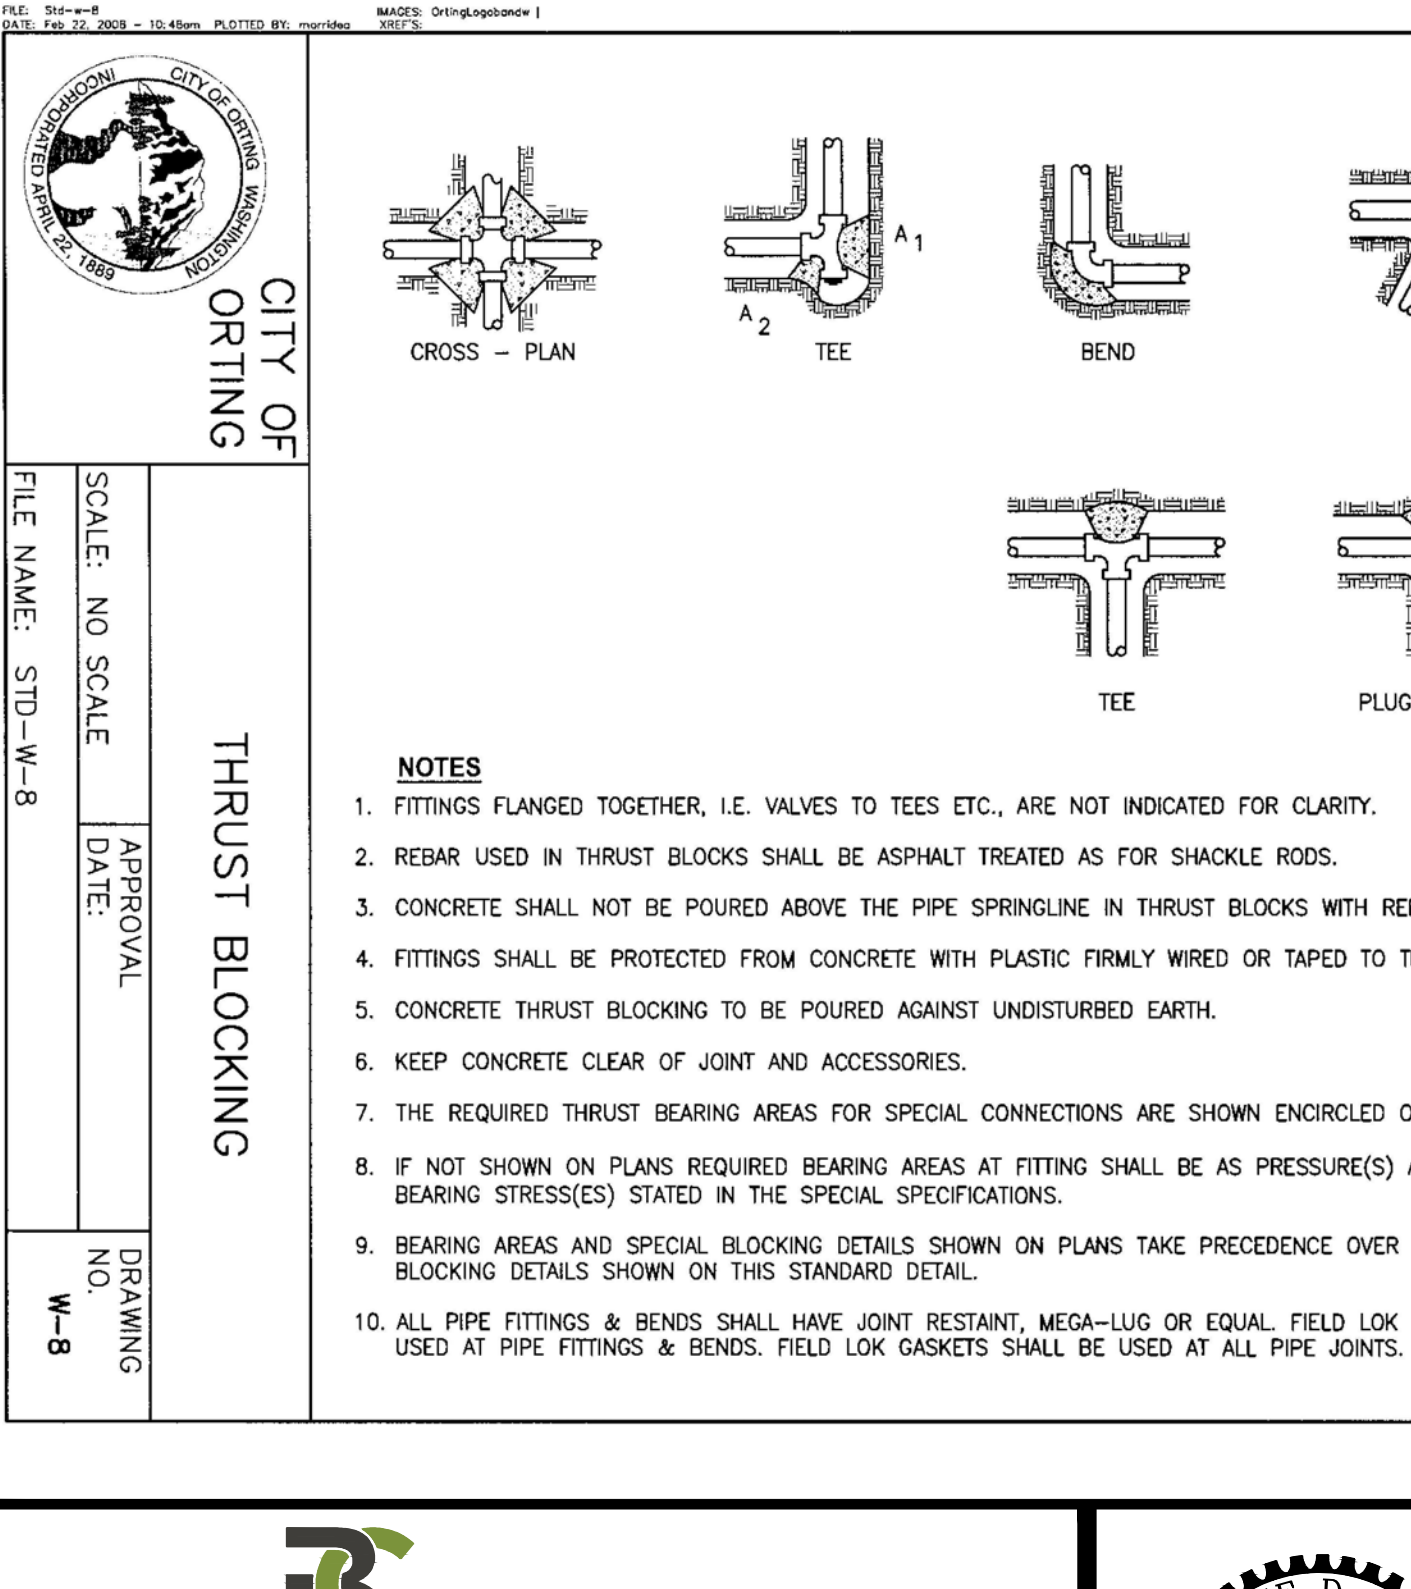 FILE: Std-w-8
DATE: Feb 22, 2008 - 10:48am PLOTTED BY: morridea
IMAGES: OrtingLogobandw |
XREF'S:
CITY OF ORTING WASHINGTON
INCORPORATED APRIL 22, 1889
CITY OF
ORTING
SCALE: NO SCALE
FILE NAME: STD-W-8
THRUST BLOCKING
APPROVAL
DATE:
DRAWING
NO.
W-8
A 1
A 2
CROSS - PLAN
TEE
BEND
TEE
PLUG
NOTES
1. FITTINGS FLANGED TOGETHER, I.E. VALVES TO TEES ETC., ARE NOT INDICATED FOR CLARITY.
2. REBAR USED IN THRUST BLOCKS SHALL BE ASPHALT TREATED AS FOR SHACKLE RODS.
3. CONCRETE SHALL NOT BE POURED ABOVE THE PIPE SPRINGLINE IN THRUST BLOCKS WITH
4. FITTINGS SHALL BE PROTECTED FROM CONCRETE WITH PLASTIC FIRMLY WIRED OR TAPED TO
5. CONCRETE THRUST BLOCKING TO BE POURED AGAINST UNDISTURBED EARTH.
6. KEEP CONCRETE CLEAR OF JOINT AND ACCESSORIES.
7. THE REQUIRED THRUST BEARING AREAS FOR SPECIAL CONNECTIONS ARE SHOWN ENCIRCLED
8. IF NOT SHOWN ON PLANS REQUIRED BEARING AREAS AT FITTING SHALL BE AS PRESSURE(S)
BEARING STRESS(ES) STATED IN THE SPECIAL SPECIFICATIONS.
9. BEARING AREAS AND SPECIAL BLOCKING DETAILS SHOWN ON PLANS TAKE PRECEDENCE OVER
BLOCKING DETAILS SHOWN ON THIS STANDARD DETAIL.
10. ALL PIPE FITTINGS & BENDS SHALL HAVE JOINT RESTAINT, MEGA-LUG OR EQUAL. FIELD LOK
USED AT PIPE FITTINGS & BENDS. FIELD LOK GASKETS SHALL BE USED AT ALL PIPE JOINTS.